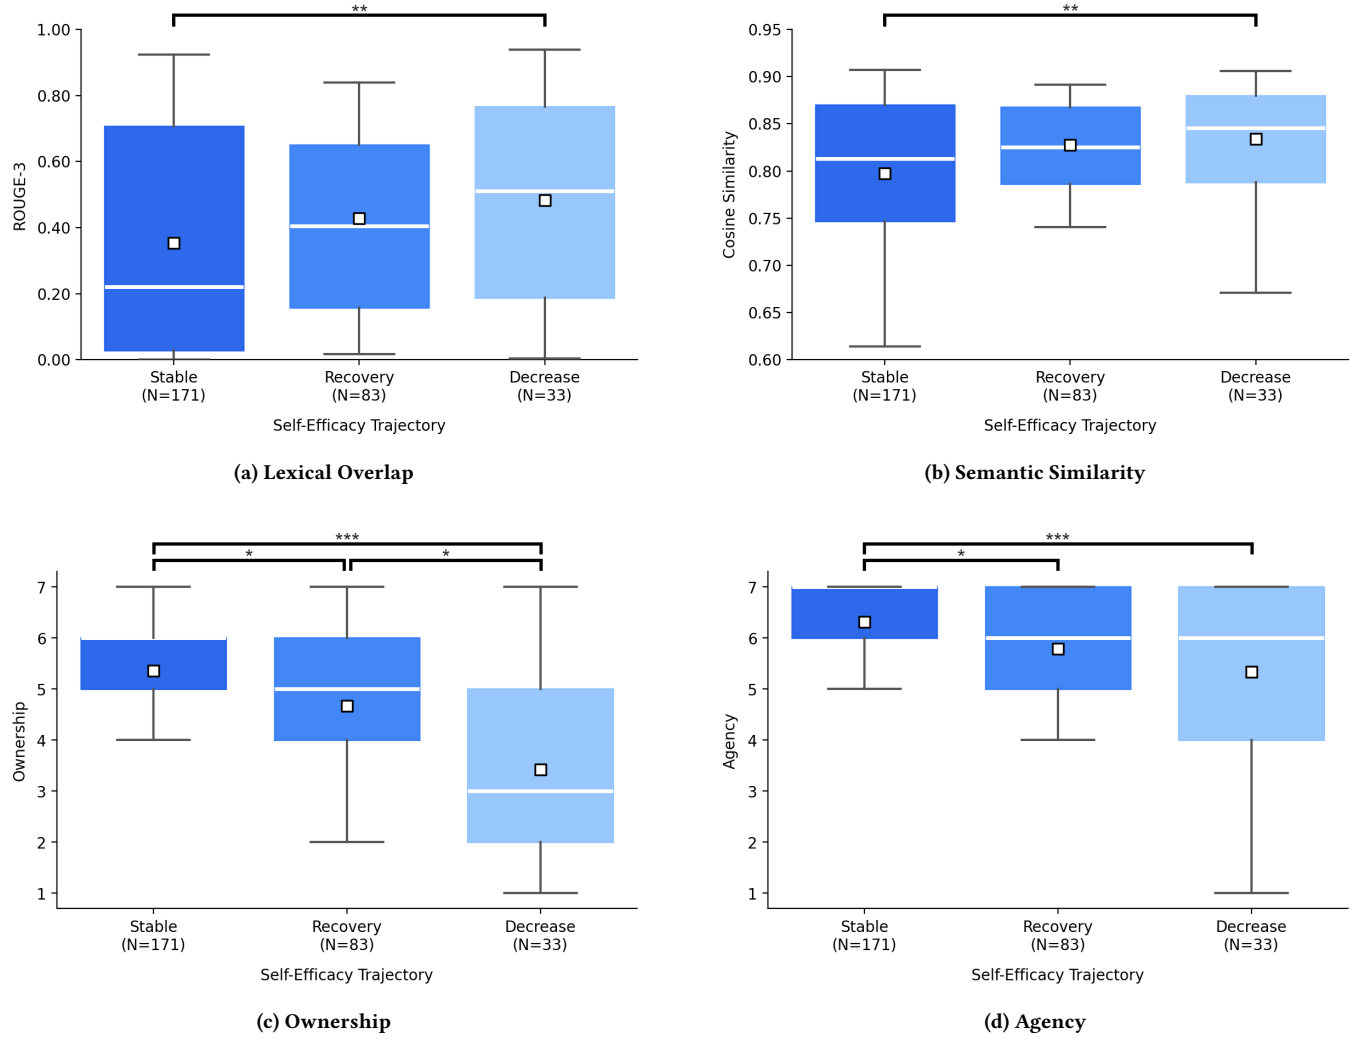 **
1.00
0.80
0.60
0.40
0.20
0.00
ROUGE-3
Stable
(N=171)
Recovery
(N=83)
Decrease
(N=33)
Self-Efficacy Trajectory
(a) Lexical Overlap
**
0.95
0.90
0.85
0.80
0.75
0.70
0.65
0.60
Cosine Similarity
Stable
(N=171)
Recovery
(N=83)
Decrease
(N=33)
Self-Efficacy Trajectory
(b) Semantic Similarity
***
* *
7
6
5
4
3
2
1
Ownership
Stable
(N=171)
Recovery
(N=83)
Decrease
(N=33)
Self-Efficacy Trajectory
(c) Ownership
***
*
7
6
5
4
3
2
1
Agency
Stable
(N=171)
Recovery
(N=83)
Decrease
(N=33)
Self-Efficacy Trajectory
(d) Agency